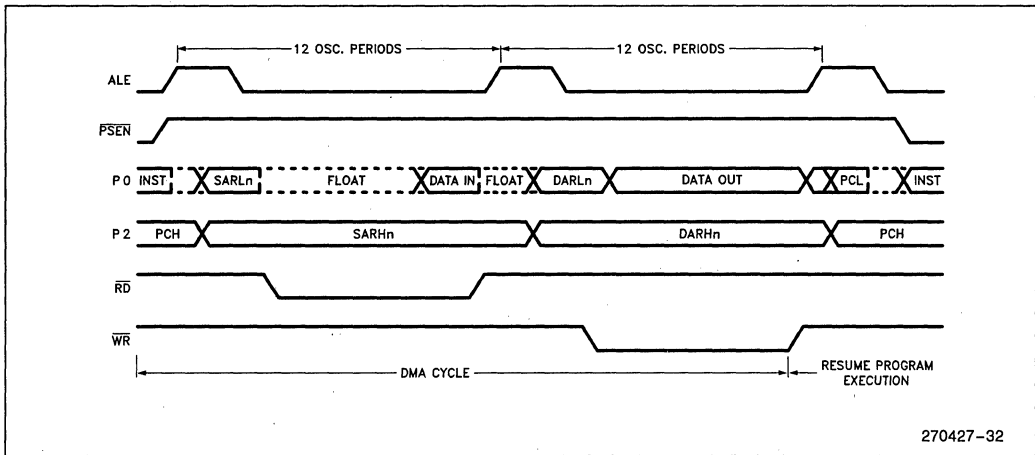 12 OSC. PERIODS 12 OSC. PERIODS
ALE
PSEN
P0 INST SARLn FLOAT DATA IN FLOAT DARLn DATA OUT PCL INST
P2 PCH SARHn DARHn PCH
RD
WR
DMA CYCLE RESUME PROGRAM
EXECUTION
270427-32